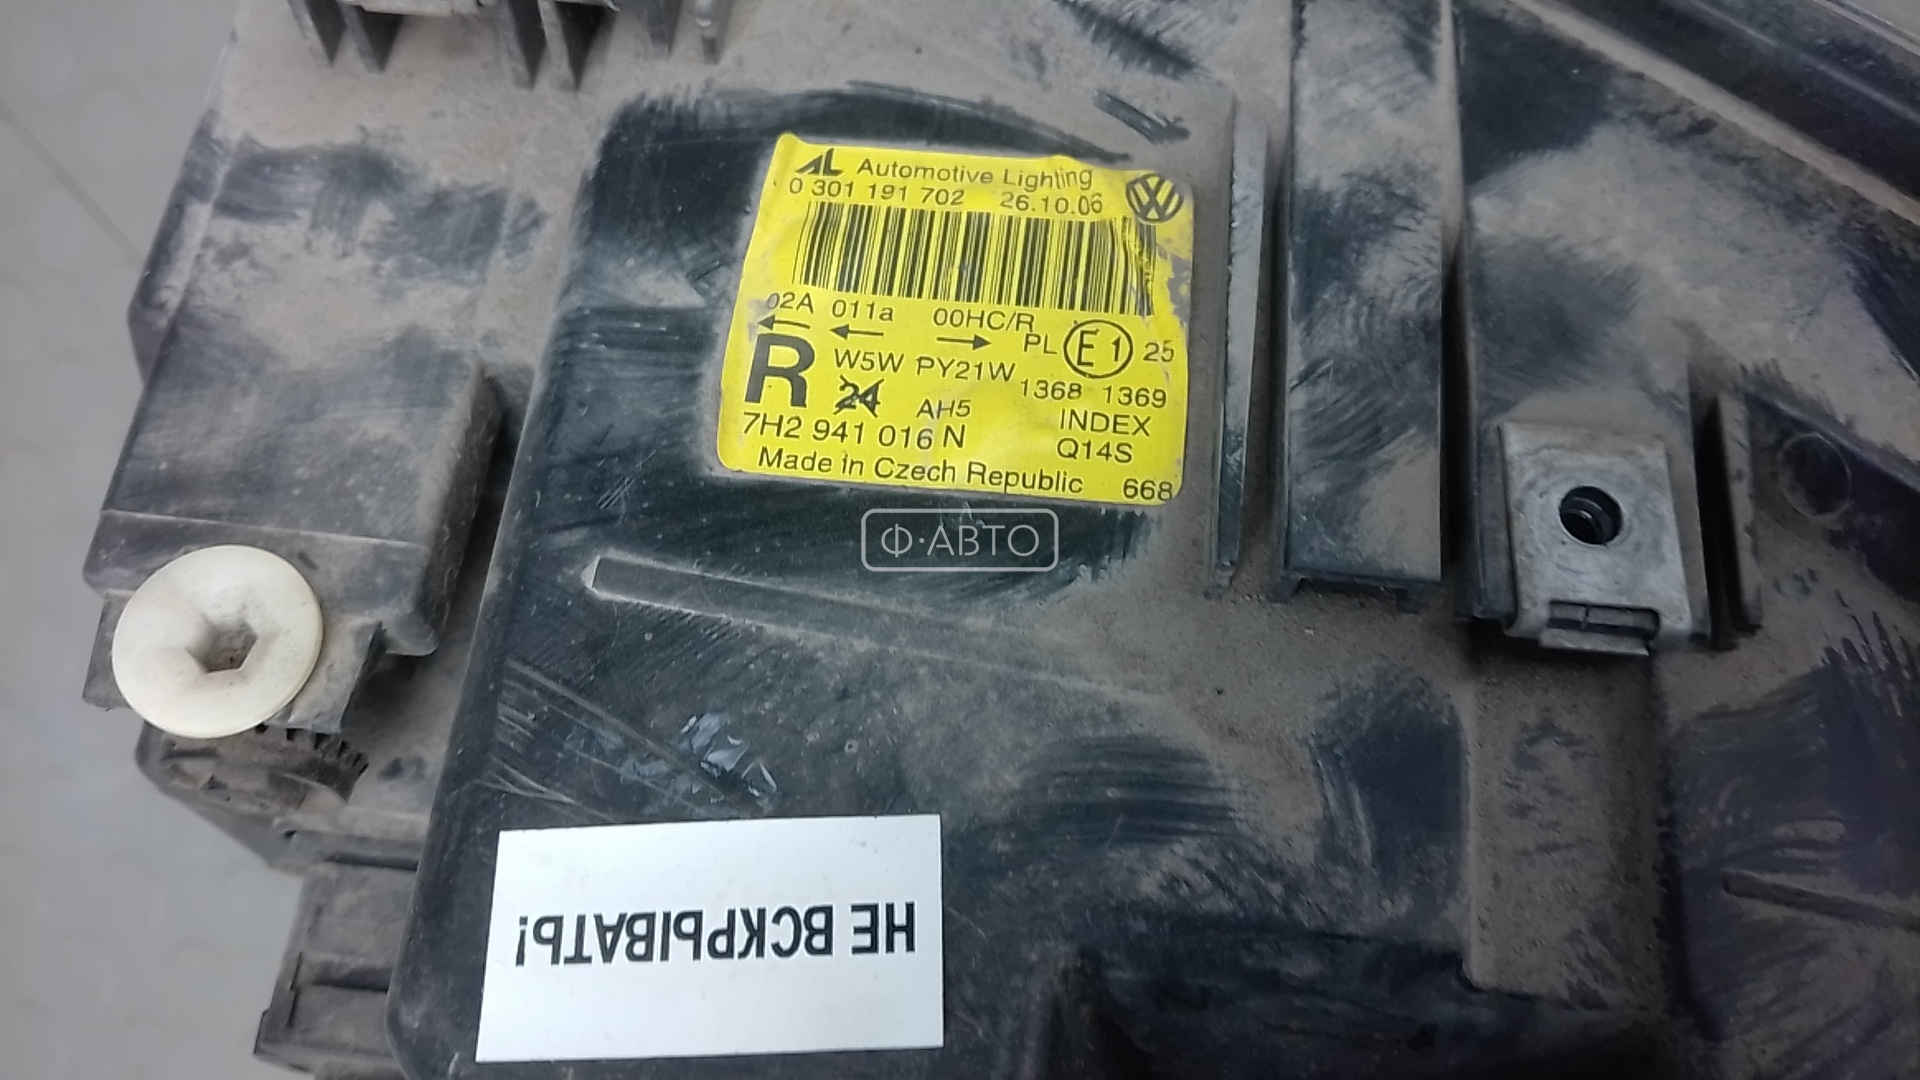 AL Automotive Lighting
0 301 191 702 26.10.06
02A 011a 00HC/R
PL E1 25
R W5W PY21W 1368 1369
24 AH5 INDEX
7H2 941 016 N Q14S
Made in Czech Republic 668
Ф·АВТО
НЕ ВСКРЫВАТЬ!